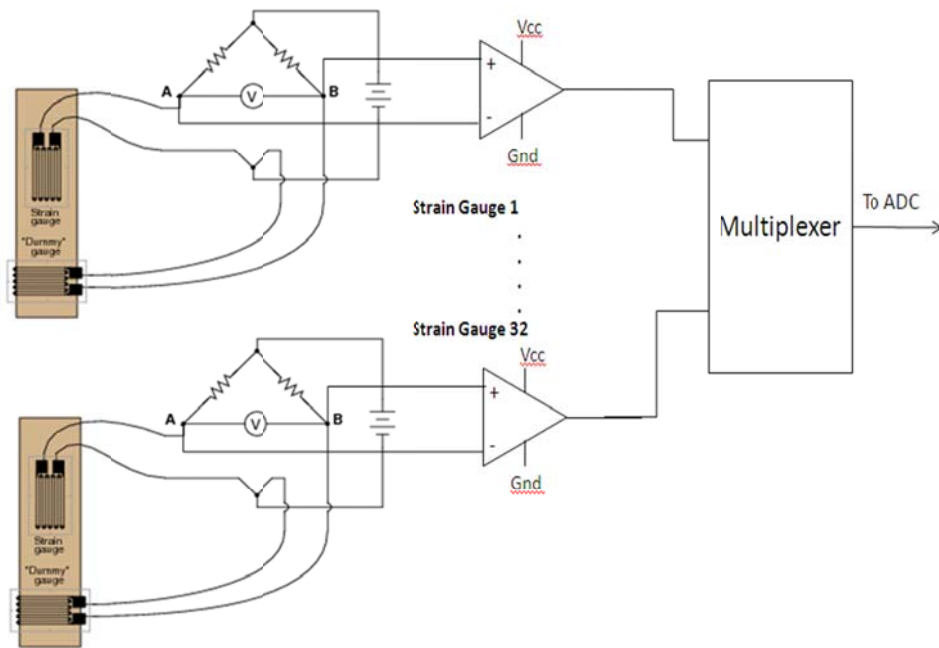 Vcc
+
A
V
B
-
Gnd
To ADC
Strain
gauge
"Dummy"
gauge
Strain Gauge 1
Multiplexer
Strain Gauge 32
Vcc
+
A
V
B
-
Gnd
Strain
gauge
"Dummy"
gauge